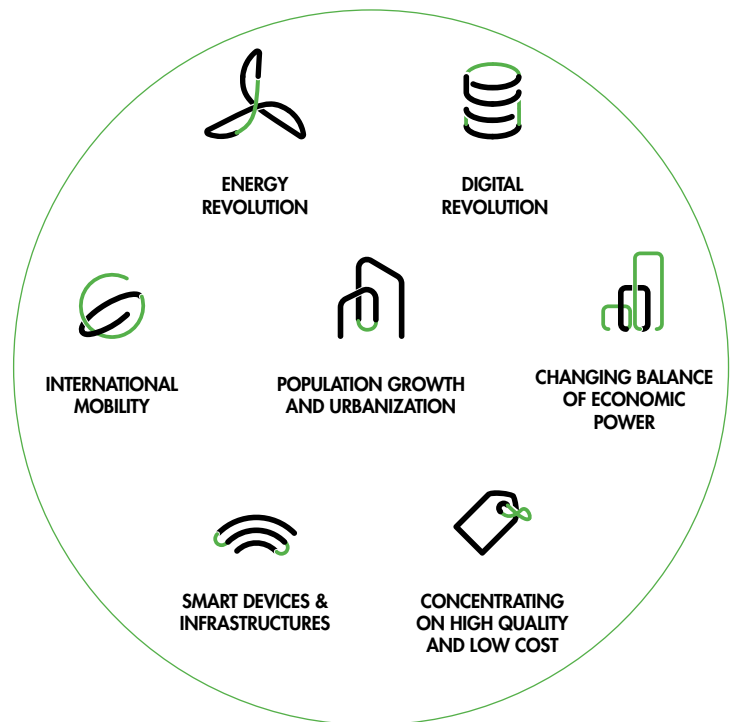 ENERGY
REVOLUTION
DIGITAL
REVOLUTION
INTERNATIONAL
MOBILITY
POPULATION GROWTH
AND URBANIZATION
CHANGING BALANCE
OF ECONOMIC
POWER
SMART DEVICES &
INFRASTRUCTURES
CONCENTRATING
ON HIGH QUALITY
AND LOW COST